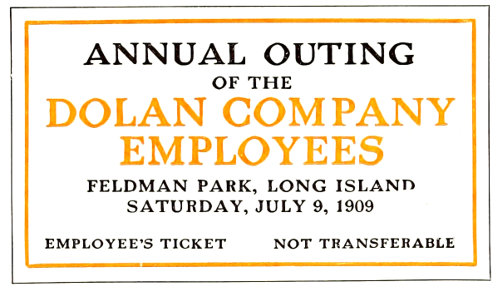 ANNUAL OUTING
OF THE
DOLAN COMPANY
EMPLOYEES
FELDMAN PARK, LONG ISLAND
SATURDAY, JULY 9, 1909
EMPLOYEE'S TICKET NOT TRANSFERABLE